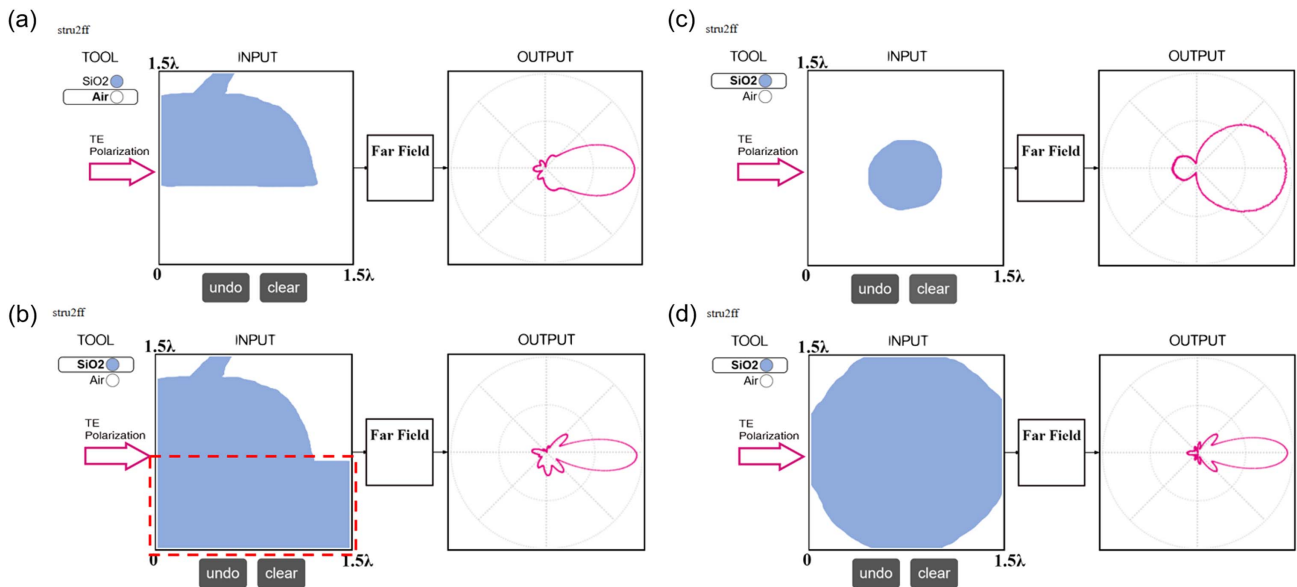 (a)
stru2ff
TOOL
SiO2
Air
TE
Polarization
INPUT
1.5λ
0
1.5λ
undo
clear
Far Field
OUTPUT
(b)
stru2ff
TOOL
SiO2
Air
TE
Polarization
INPUT
1.5λ
0
1.5λ
undo
clear
Far Field
OUTPUT
(c)
stru2ff
TOOL
SiO2
Air
TE
Polarization
INPUT
1.5λ
0
1.5λ
undo
clear
Far Field
OUTPUT
(d)
stru2ff
TOOL
SiO2
Air
TE
Polarization
INPUT
1.5λ
0
1.5λ
undo
clear
Far Field
OUTPUT